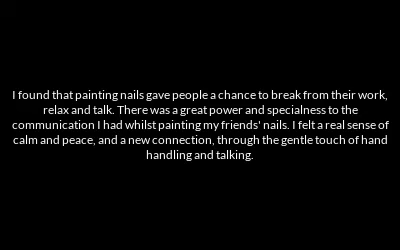 I found that painting nails gave people a chance to break from their work,
relax and talk. There was a great power and specialness to the
communication I had whilst painting my friends' nails. I felt a real sense of
calm and peace, and a new connection, through the gentle touch of hand
handling and talking.